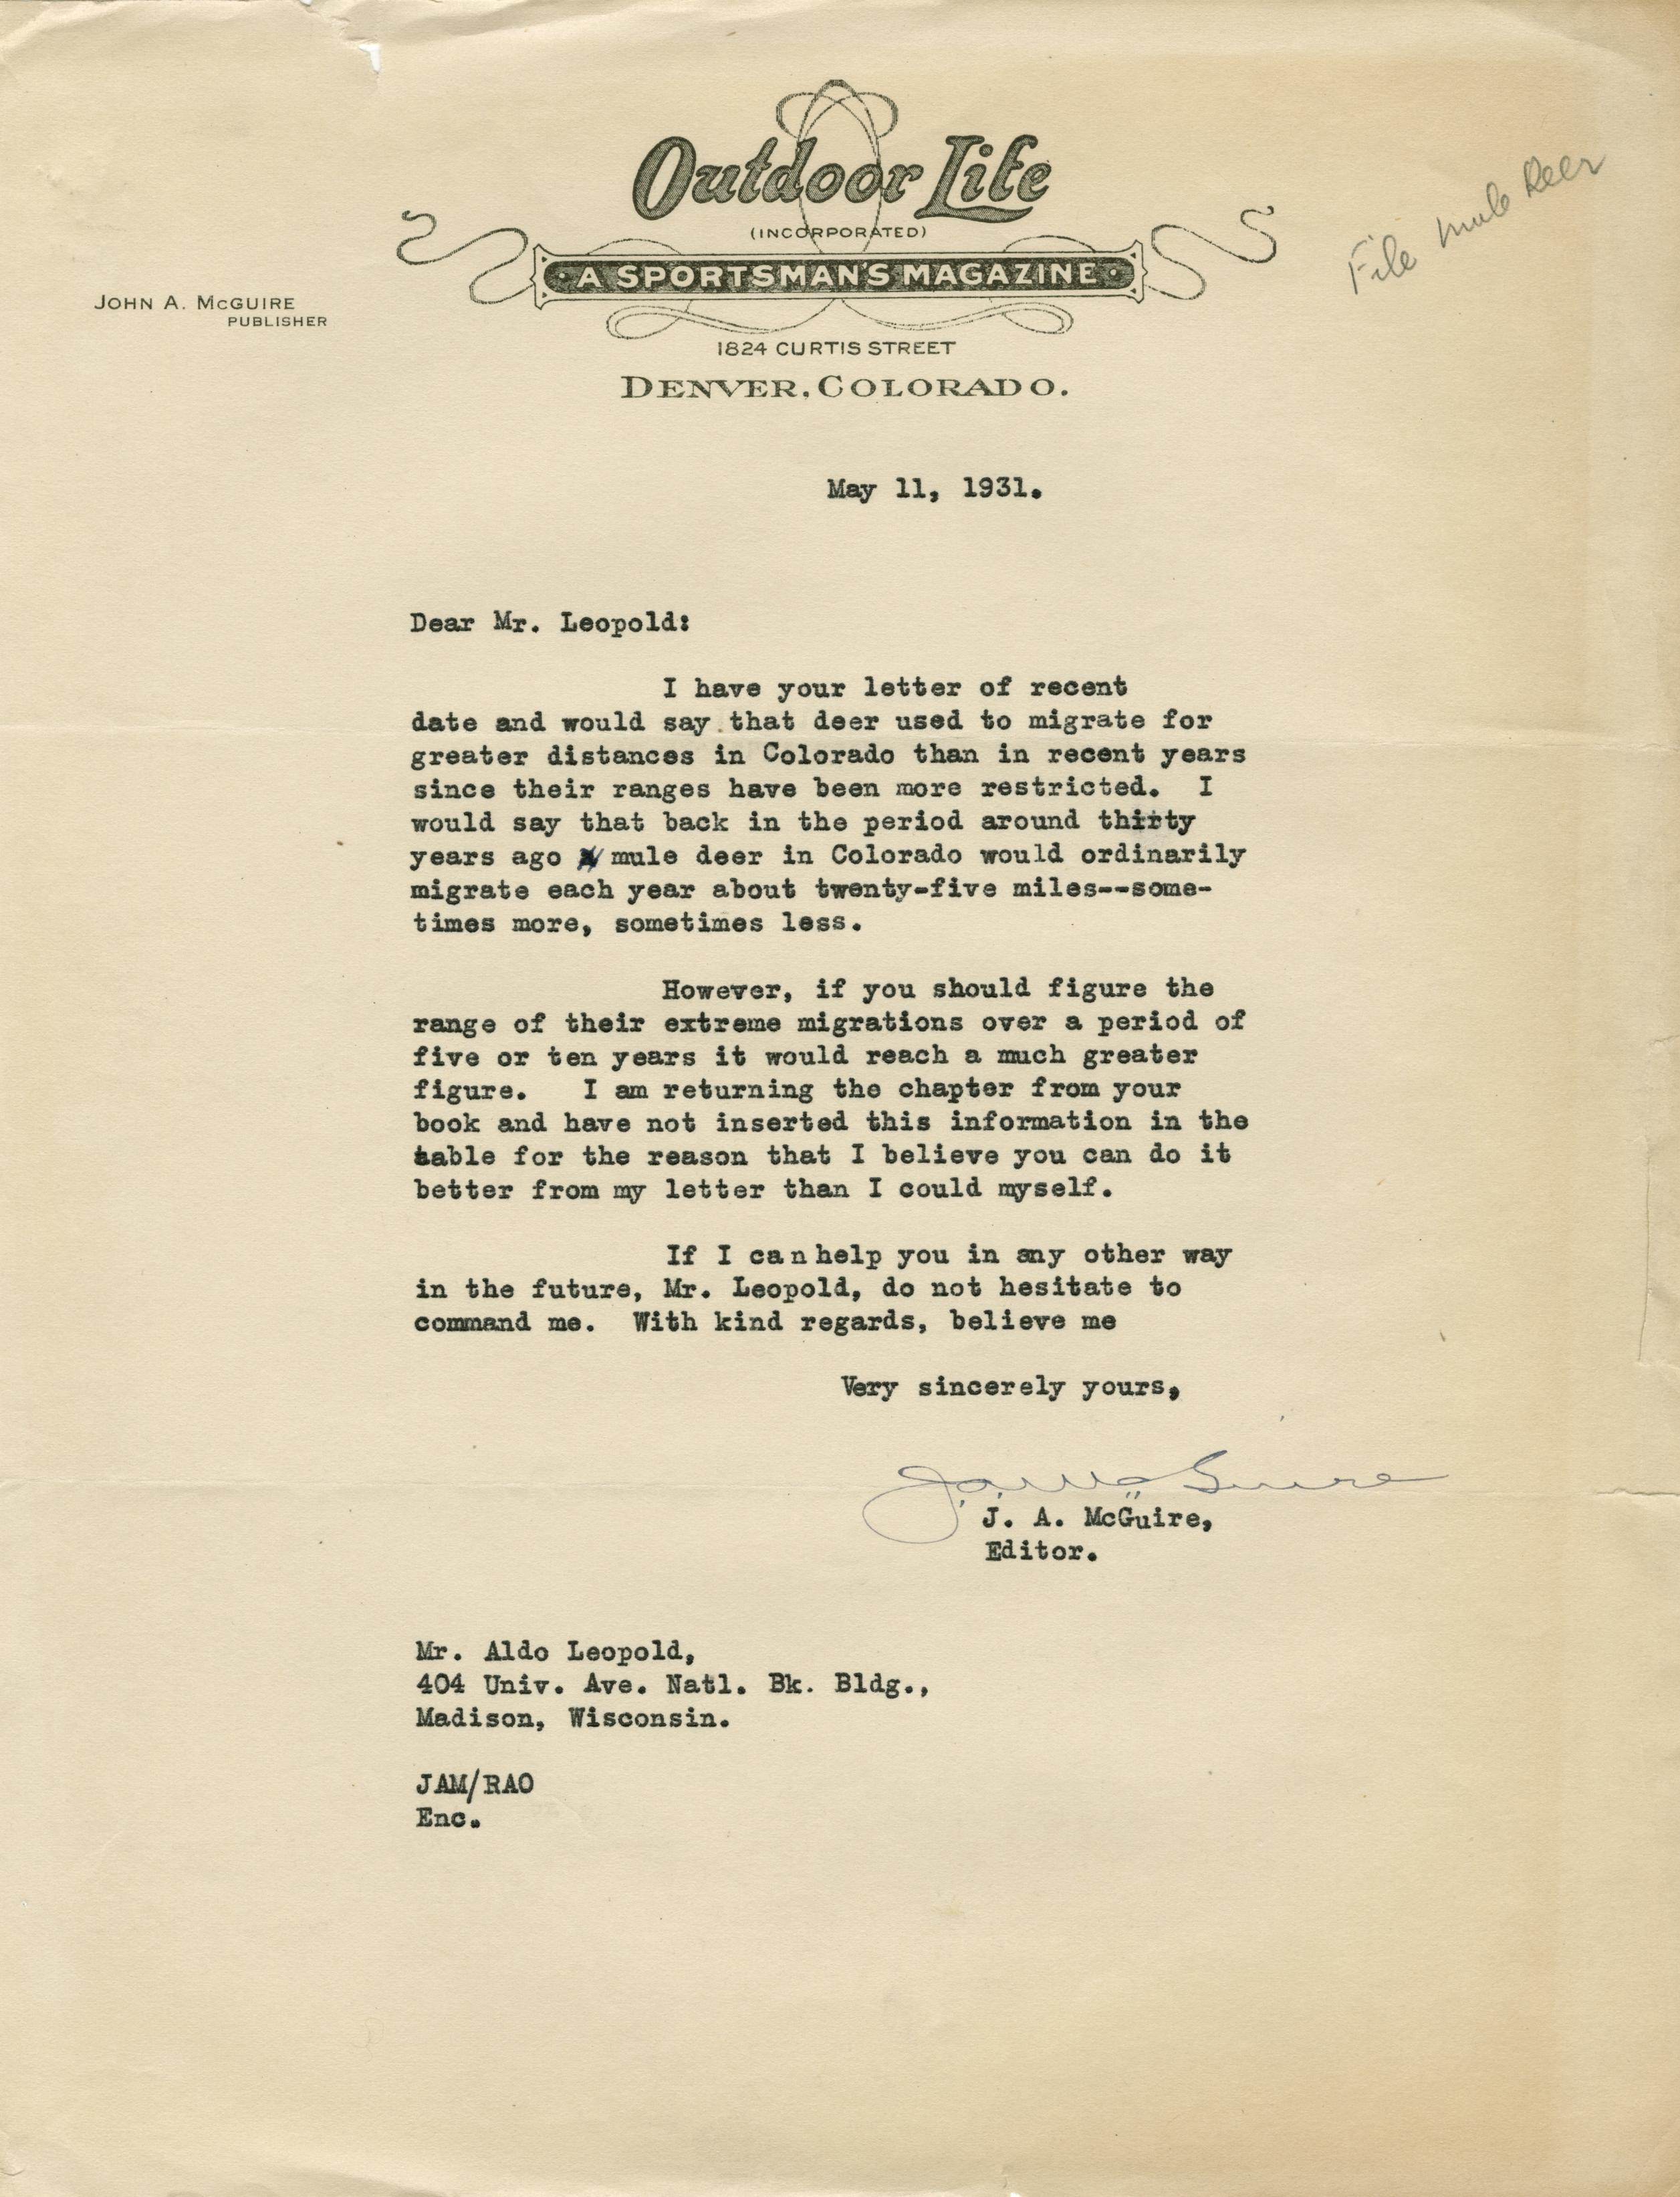 Outdoor Life
(INCORPORATED)
A SPORTSMAN'S MAGAZINE
File mule deer
JOHN A. MCGUIRE
PUBLISHER
1824 CURTIS STREET
DENVER, COLORADO.
May 11, 1931.
Dear Mr. Leopold:
I have your letter of recent
date and would say that deer used to migrate for
greater distances in Colorado than in recent years
since their ranges have been more restricted. I
would say that back in the period around thirty
years ago mule deer in Colorado would ordinarily
migrate each year about twenty-five miles--some-
times more, sometimes less.
However, if you should figure the
range of their extreme migrations over a period of
five or ten years it would reach a much greater
figure. I am returning the chapter from your
book and have not inserted this information in the
table for the reason that I believe you can do it
better from my letter than I could myself.
If I can help you in any other way
in the future, Mr. Leopold, do not hesitate to
command me. With kind regards, believe me
Very sincerely yours,
J. A. McGuire
J. A. McGuire,
Editor.
Mr. Aldo Leopold,
404 Univ. Ave. Natl. Bk. Bldg.,
Madison, Wisconsin.
JAM/RAO
Enc.